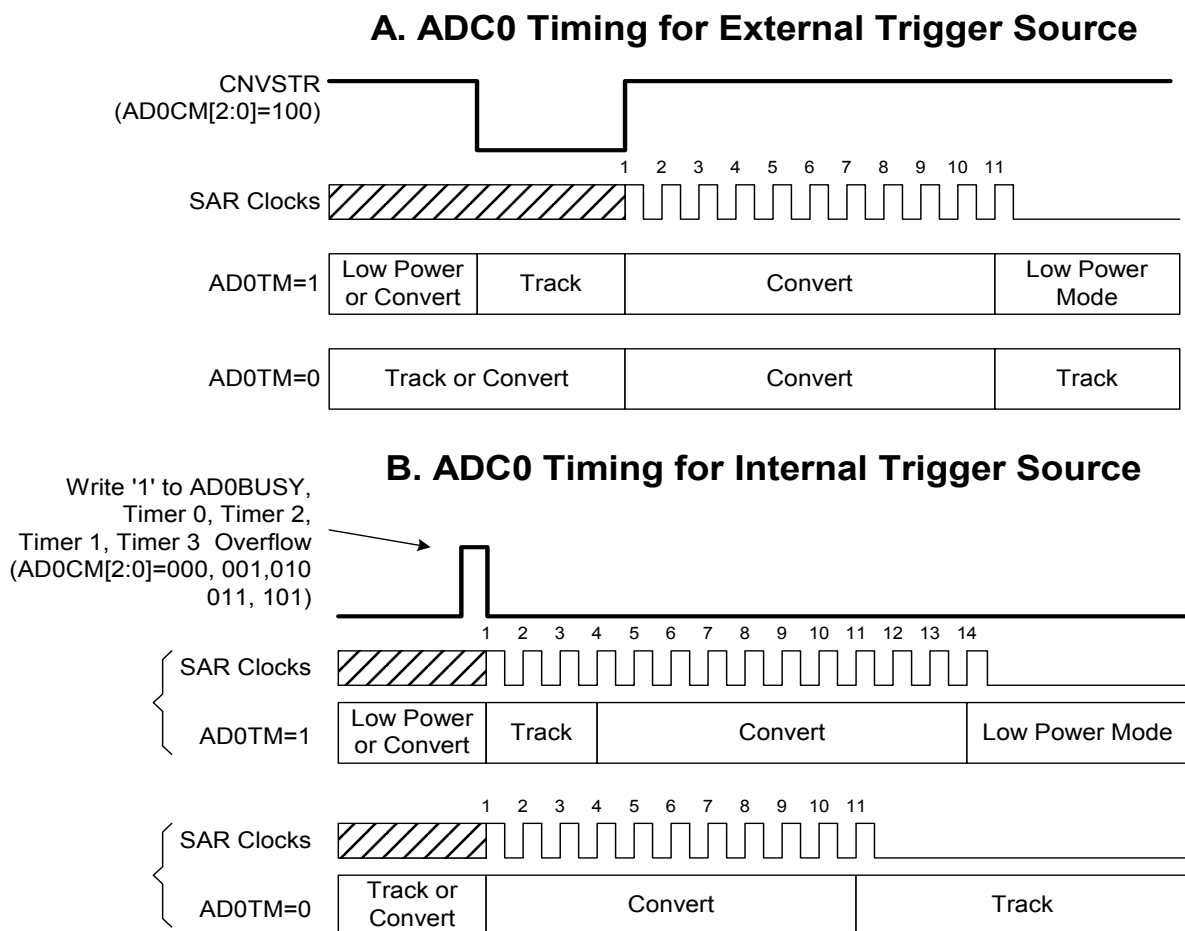 A. ADC0 Timing for External Trigger Source
CNVSTR
(AD0CM[2:0]=100)
1 2 3 4 5 6 7 8 9 10 11
SAR Clocks
AD0TM=1
Low Power
or Convert
Track
Convert
Low Power
Mode
AD0TM=0
Track or Convert
Convert
Track
B. ADC0 Timing for Internal Trigger Source
Write '1' to AD0BUSY,
Timer 0, Timer 2,
Timer 1, Timer 3 Overflow
(AD0CM[2:0]=000, 001,010
011, 101)
1 2 3 4 5 6 7 8 9 10 11 12 13 14
SAR Clocks
AD0TM=1
Low Power
or Convert
Track
Convert
Low Power Mode
1 2 3 4 5 6 7 8 9 10 11
SAR Clocks
AD0TM=0
Track or
Convert
Convert
Track